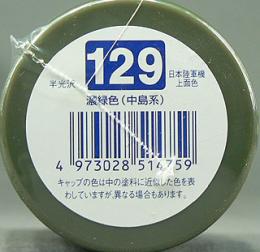 129
半光沢
日本陸軍機
上面色
濃緑色(中島系)
4 973028 514759
キャップの色は中の塗料に近似した色を表
わしていますが、異なる場合もあります。